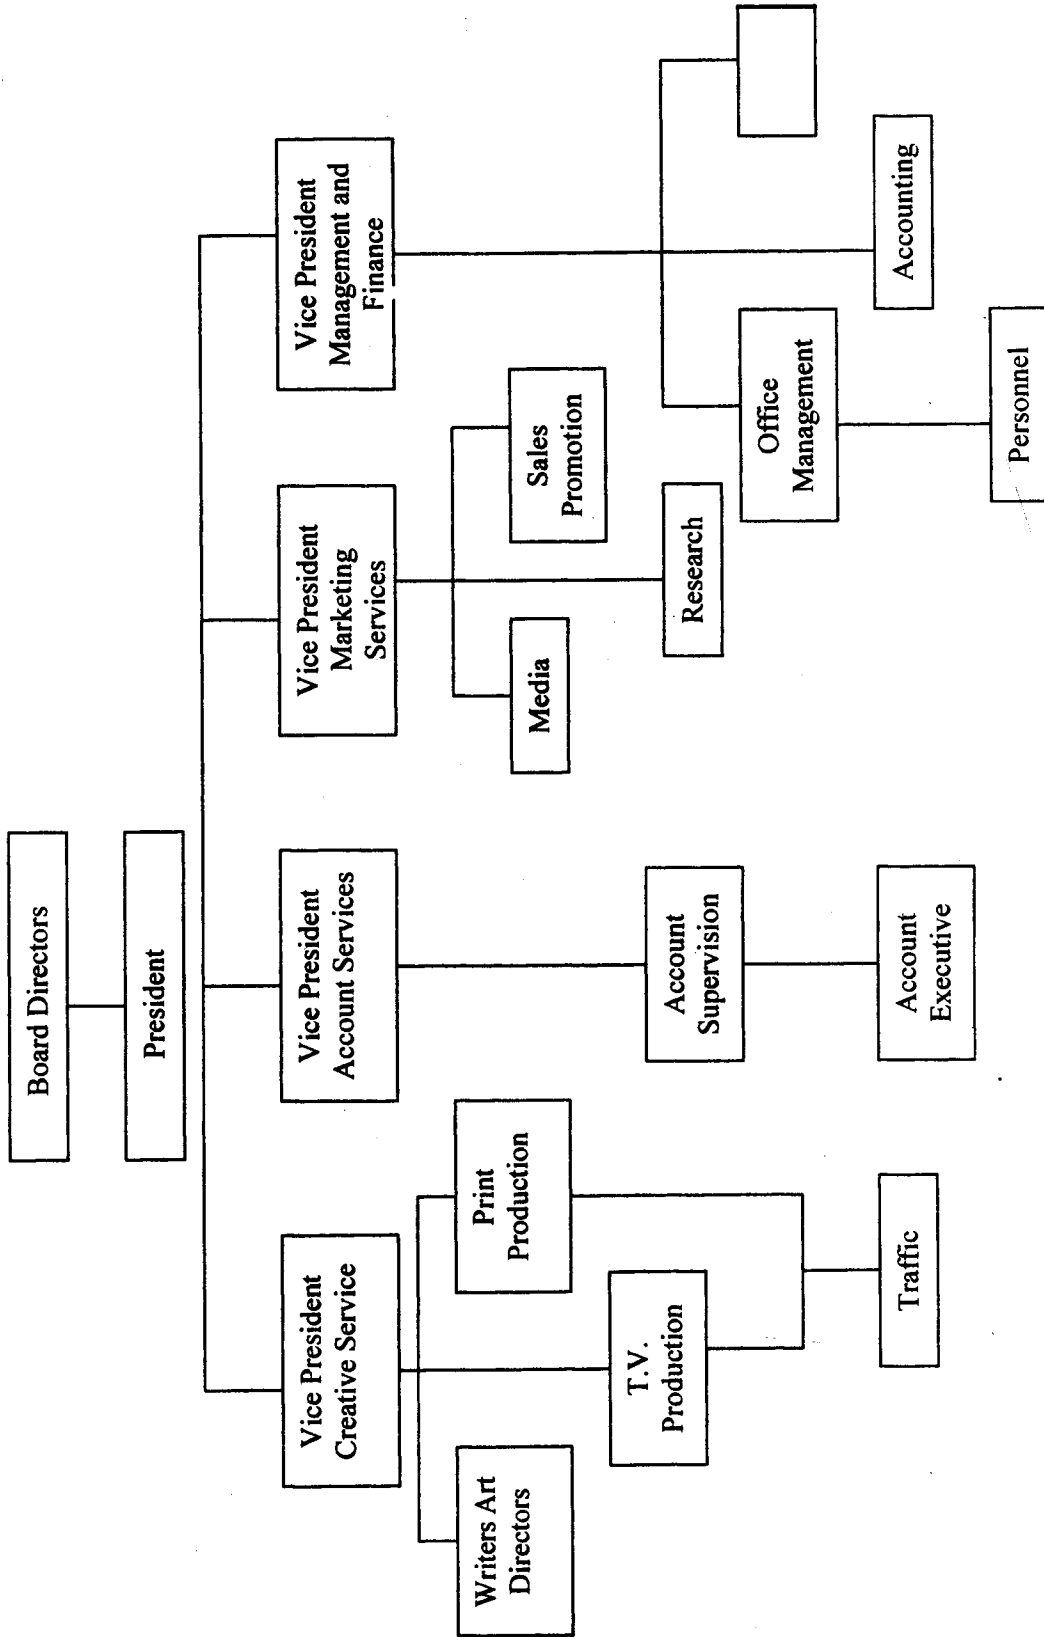 Board Directors
President
Vice President
Creative Service
Vice President
Account Services
Vice President
Marketing
Services
Vice President
Management and
Finance
Writers Art
Directors
Print
Production
T.V.
Production
Traffic
Account
Supervision
Account
Executive
Media
Sales
Promotion
Research
Office
Management
Accounting
Personnel